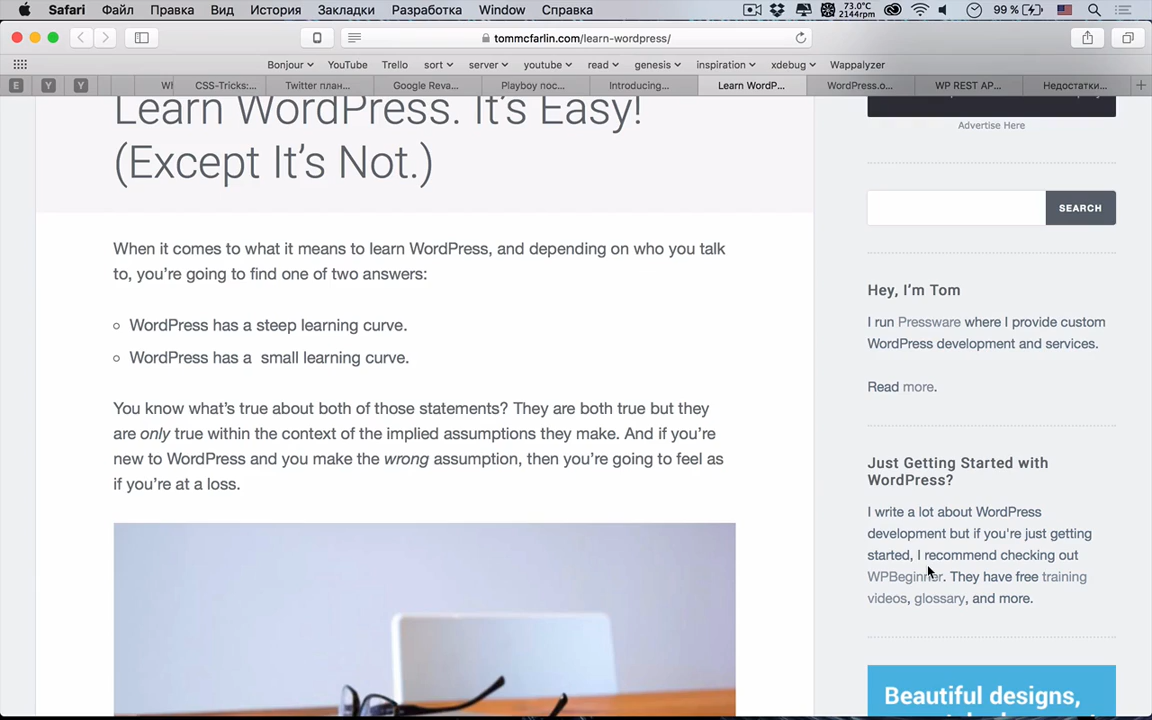 Safari Файл Правка Вид История Закладки Разработка Window Справка 73.0°C 2144rpm 99 %
tommcfarlin.com/learn-wordpress/
Bonjour YouTube Trello sort server youtube read genesis inspiration xdebug Wappalyzer
E Y Y CSS-Tricks:... Twitter план... Google Reva... Playboy пос... Introducing... Learn WordP... WordPress.o... WP REST AP... Недостатки...
Learn WordPress. It's Easy!
(Except It's Not.)
When it comes to what it means to learn WordPress, and depending on who you talk
to, you're going to find one of two answers:
WordPress has a steep learning curve.
WordPress has a small learning curve.
You know what's true about both of those statements? They are both true but they
are only true within the context of the implied assumptions they make. And if you're
new to WordPress and you make the wrong assumption, then you're going to feel as
if you're at a loss.
Advertise Here
SEARCH
Hey, I'm Tom
I run Pressware where I provide custom
WordPress development and services.
Read more.
Just Getting Started with
WordPress?
I write a lot about WordPress
development but if you're just getting
started, I recommend checking out
WPBeginner. They have free training
videos, glossary, and more.
Beautiful designs,